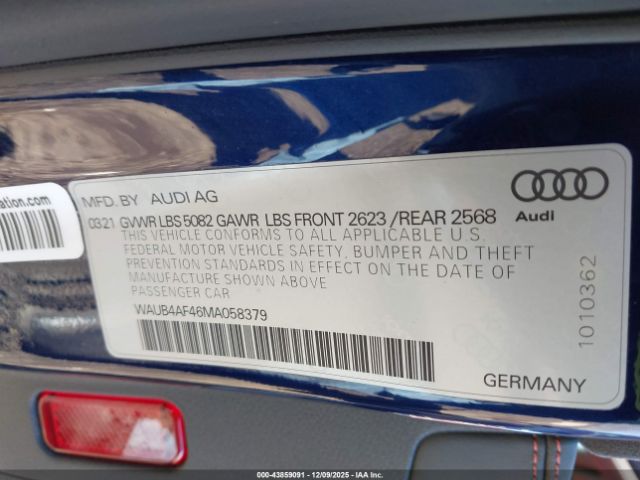 MFD. BY AUDI AG
0321 GVWR LBS 5082 GAWR LBS FRONT 2623 /REAR 2568
THIS VEHICLE CONFORMS TO ALL APPLICABLE U.S.
FEDERAL MOTOR VEHICLE SAFETY, BUMPER AND THEFT
PREVENTION STANDARDS IN EFFECT ON THE DATE OF
MANUFACTURE SHOWN ABOVE
PASSENGER CAR
WAUB4AF46MA058379
Audi
1010362
GERMANY
000-43859091 - 12/09/2025 - IAA Inc.